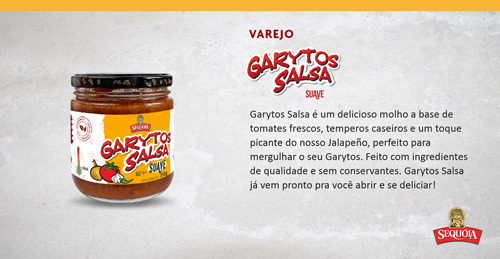 VAREJO
GARYTOS
SALSA
SUAVE
Garytos Salsa é um delicioso molho a base de
tomates frescos, temperos caseiros e um toque
picante do nosso Jalapeño, perfeito para
mergulhar o seu Garytos. Feito com ingredientes
de qualidade e sem conservantes. Garytos Salsa
já vem pronto pra você abrir e se deliciar!
SEQUOIA
GARYTOS
SALSA
SUAVE
SEQUOIA